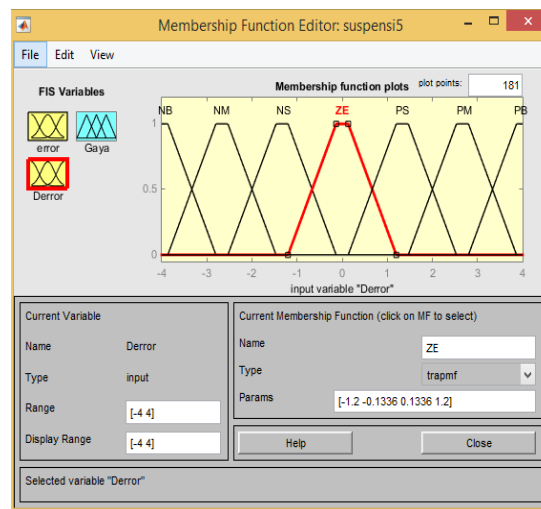 Membership Function Editor: suspensi5
File Edit View
FIS Variables
Membership function plots
plot points:
181
error
Gaya
Derror
NB NM NS ZE PS PM PB
1
0.5
0
-4 -3 -2 -1 0 1 2 3 4
input variable "Derror"
Current Variable
Name Derror
Type input
Range [-4 4]
Display Range [-4 4]
Current Membership Function (click on MF to select)
Name ZE
Type trapmf
Params [-1.2 -0.1336 0.1336 1.2]
Help Close
Selected variable "Derror"